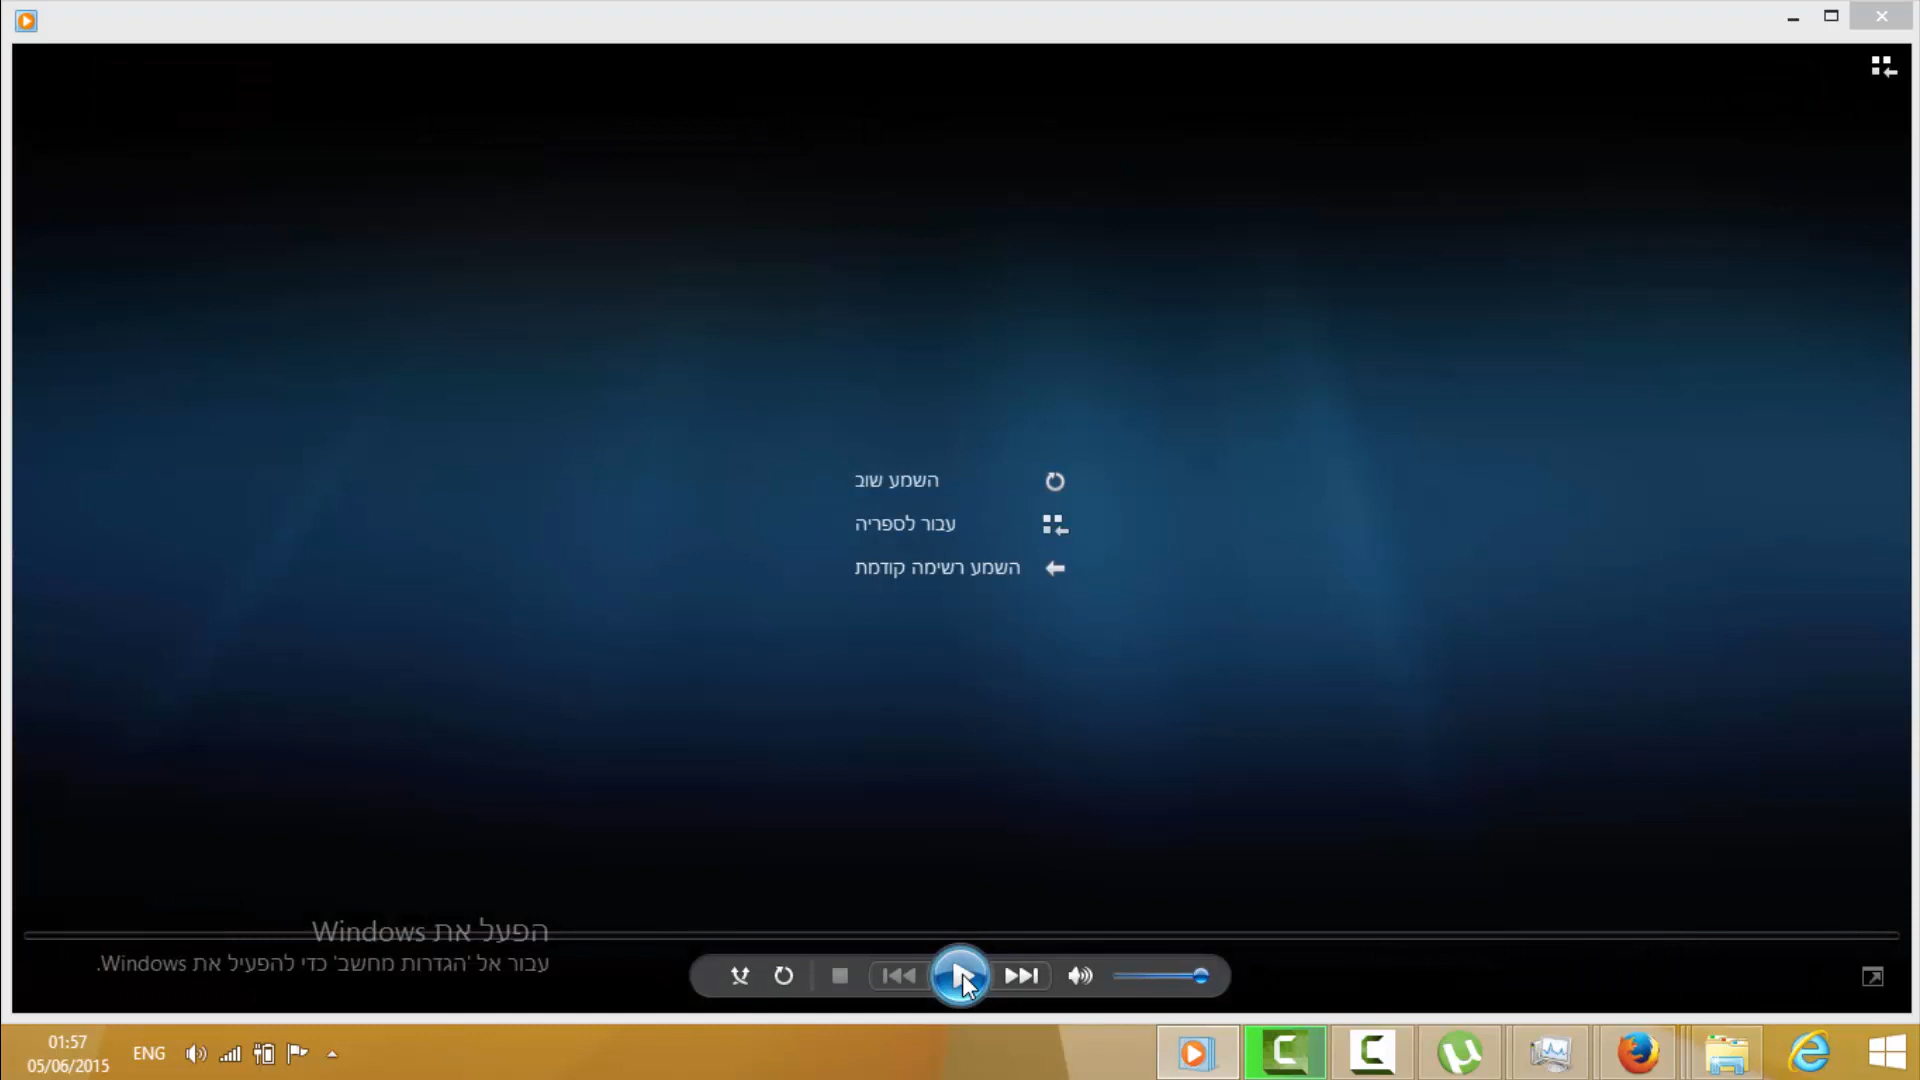 השמע שוב
עבור לספריה
השמע רשימה קודמת
הפעל את Windows
עבור אל 'הגדרות מחשב' כדי להפעיל את Windows.
01:57
05/06/2015
ENG